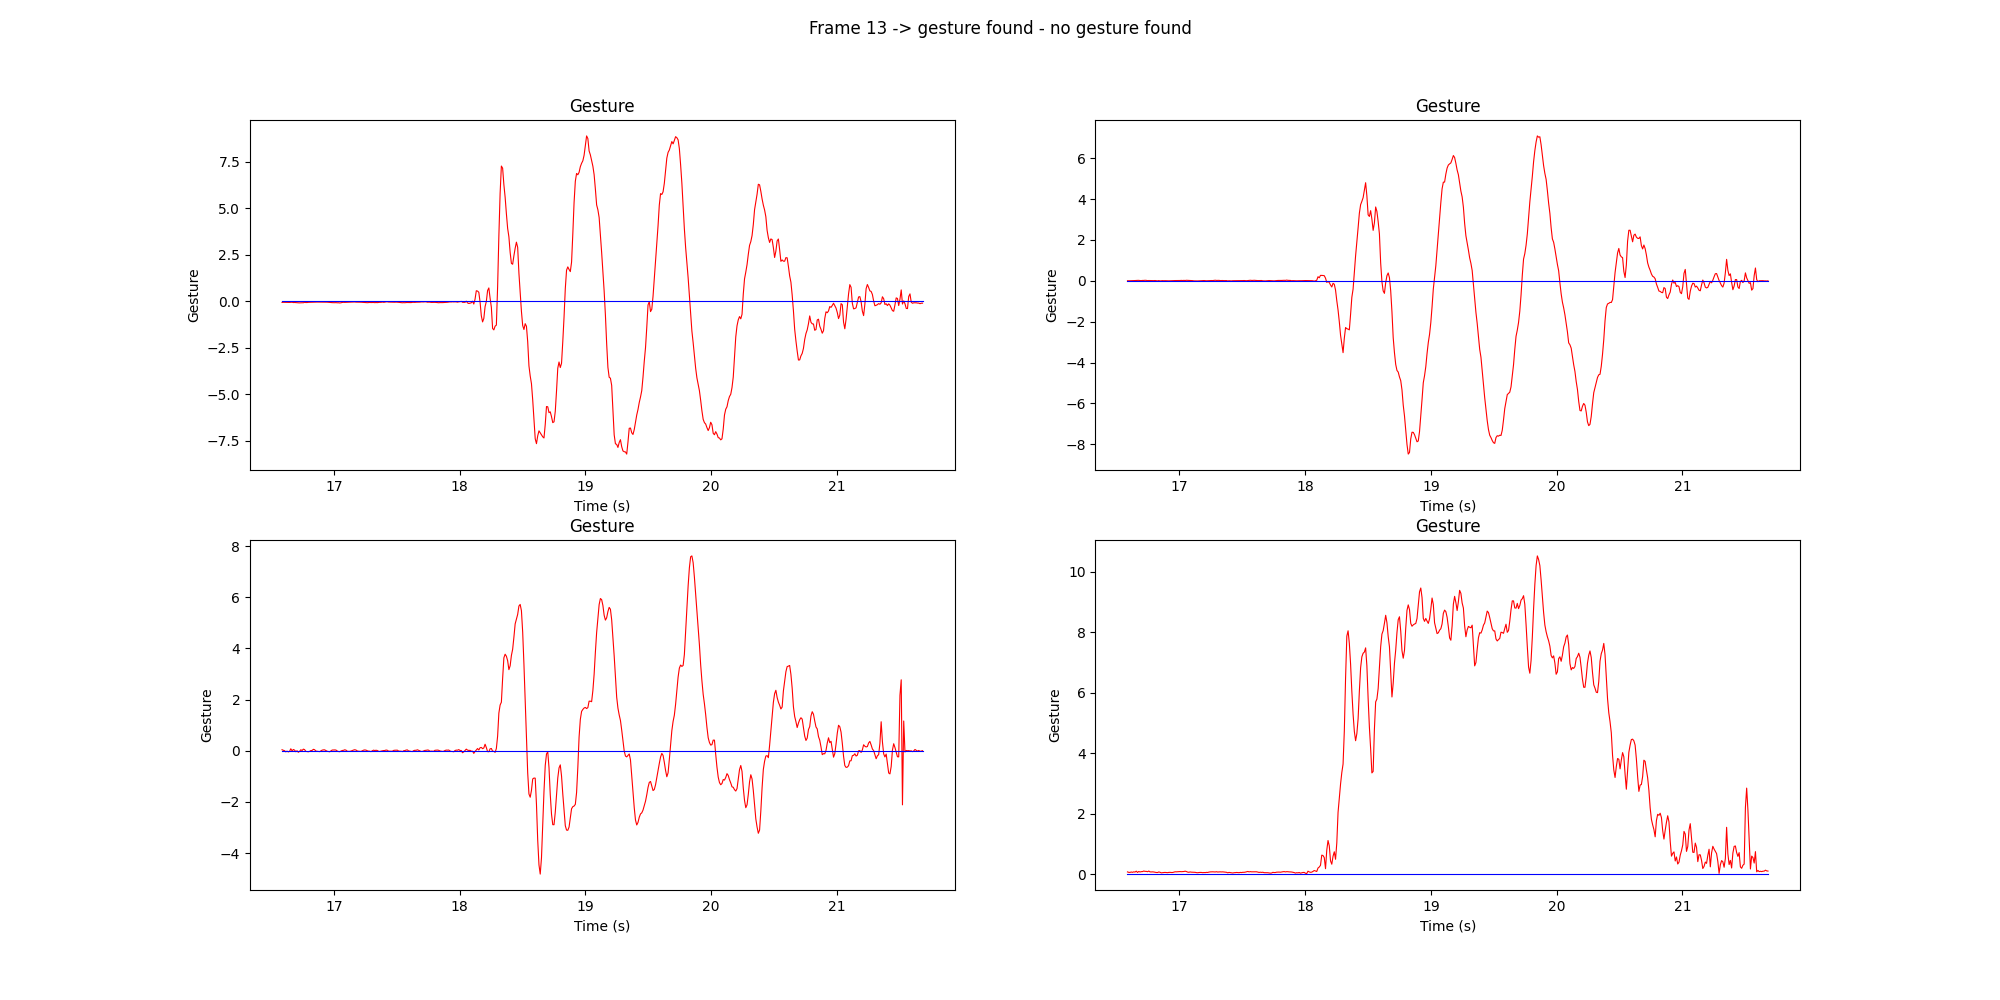 Frame 13 -> gesture found - no gesture found
Gesture
Gesture
7.5
5.0
2.5
0.0
−2.5
−5.0
−7.5
17 18 19 20 21
Time (s)
Gesture
Gesture
6
4
2
0
−2
−4
−6
−8
17 18 19 20 21
Time (s)
Gesture
Gesture
8
6
4
2
0
−2
−4
17 18 19 20 21
Time (s)
Gesture
Gesture
10
8
6
4
2
0
17 18 19 20 21
Time (s)